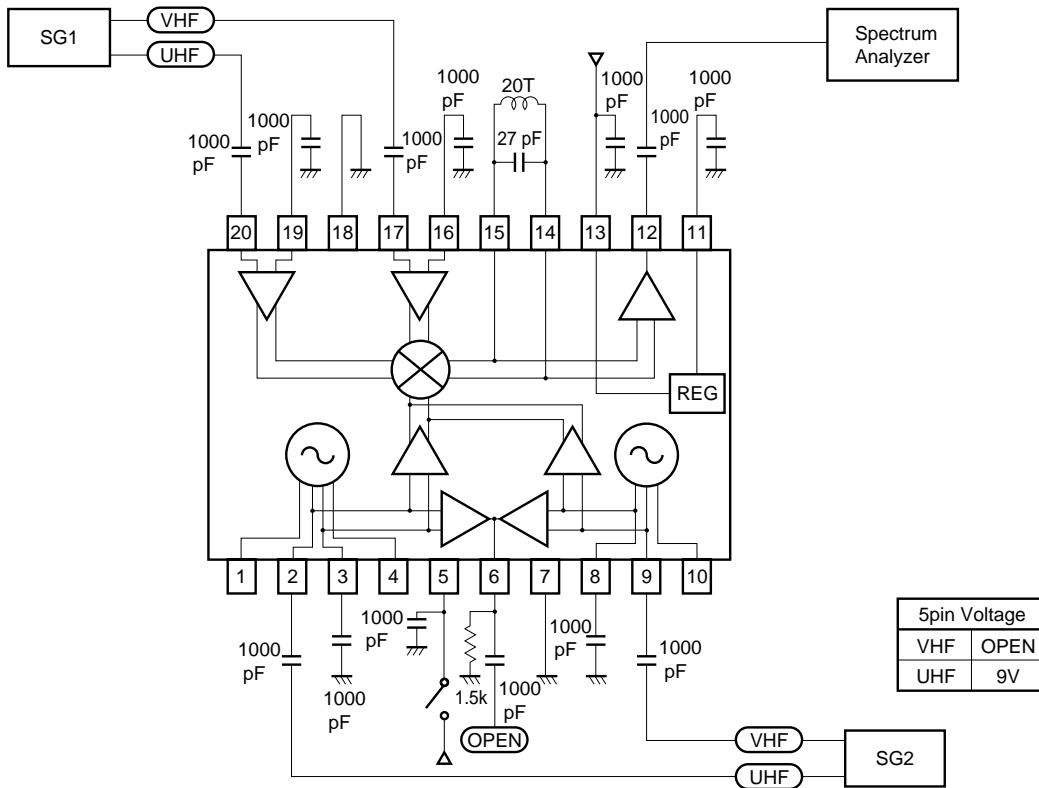 SG1
VHF
UHF
Spectrum
Analyzer
1000
pF
1000
pF
1000
pF
1000
pF
20T
27 pF
1000
pF
1000
pF
1000
pF
20
19
18
17
16
15
14
13
12
11
REG
1
2
3
4
5
6
7
8
9
10
1000
pF
1000
pF
1000
pF
1.5k
1000
pF
OPEN
1000
pF
1000
pF
5pin Voltage
VHF OPEN
UHF 9V
VHF
UHF
SG2